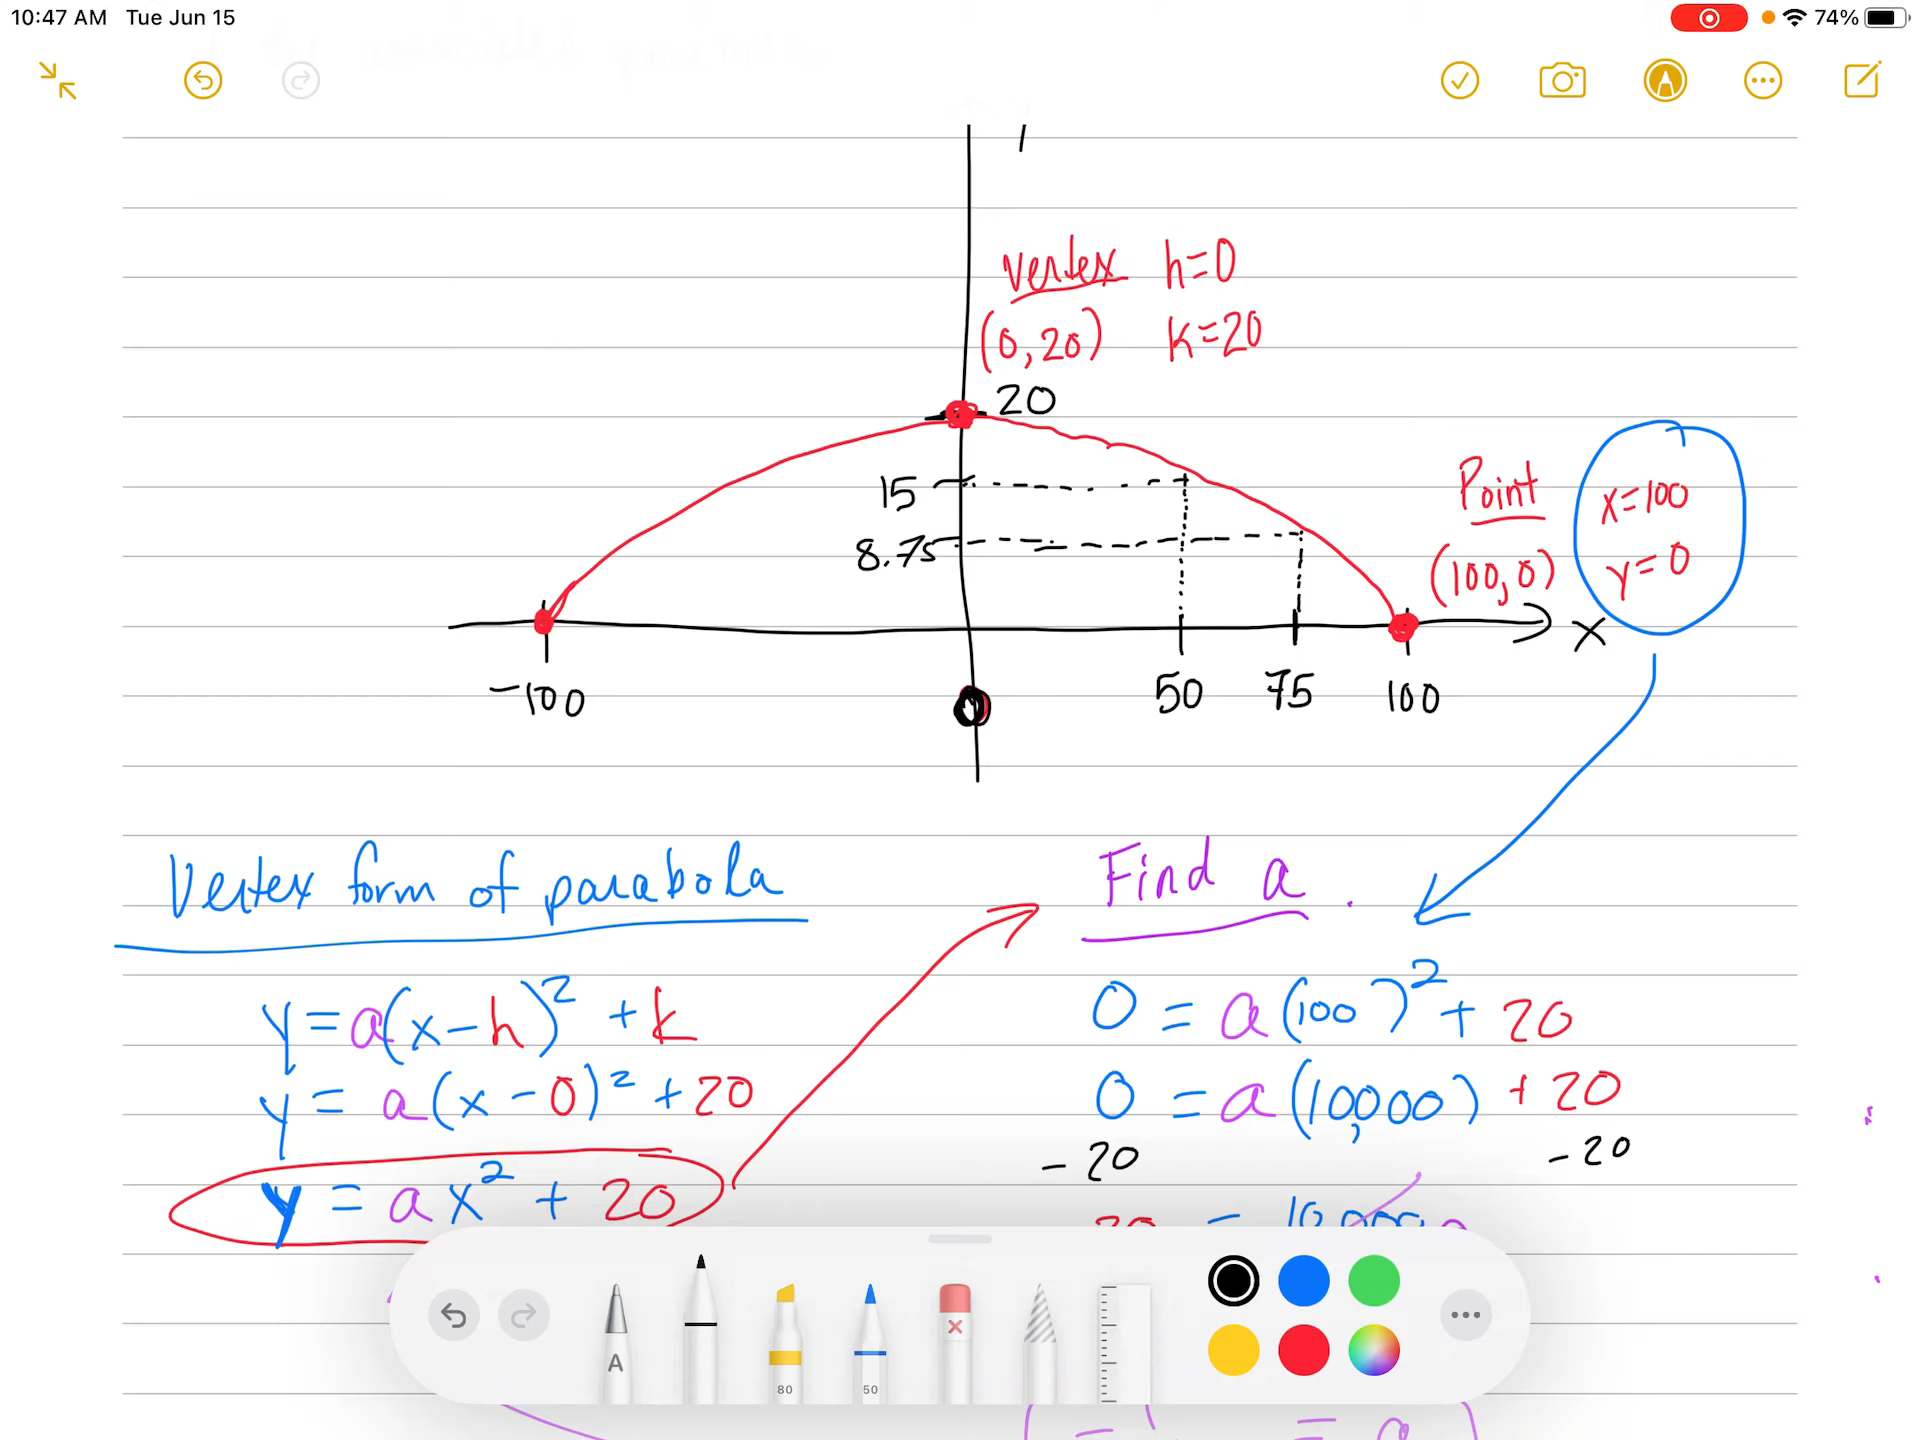 10:47 AM Tue Jun 15
74%
vertex h=0
(0,20) k=20
20
15
8.75
Point
(100,0)
x=100
y=0
x
-100
0
50
75
100
Vertex form of parabola
y=a(x-h)²+k
y = a(x-0)²+20
y = ax²+20
Find a.
0 = a(100)²+20
0 = a(10,000)+20
-20 -20
= 10,000
= a
A
80
50